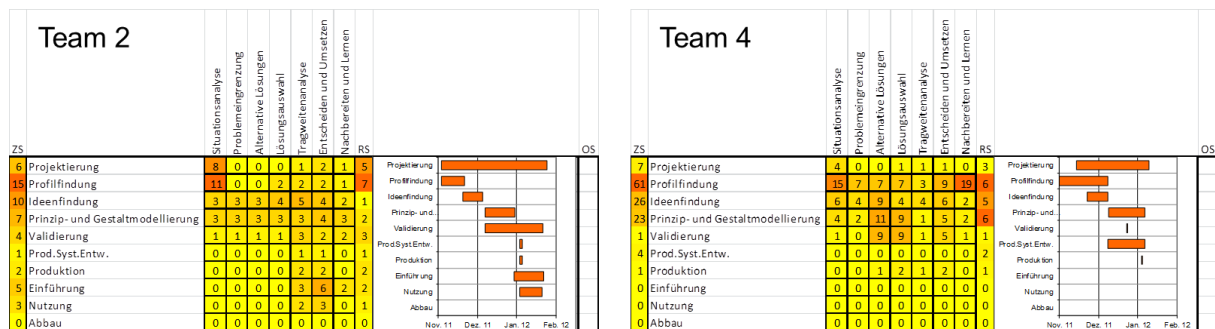 Team 2
Situationsanalyse
Problemeingrenzung
Alternative Lösungen
Lösungsauswahl
Tragweitenanalyse
Entscheiden und Umsetzen
Nachbereiten und Lernen
ZS RS OS
6 Projektierung 8 0 0 0 1 2 1 5
15 Profilfindung 11 0 0 2 2 2 1 7
10 Ideenfindung 3 3 3 4 5 4 2 1
7 Prinzip- und Gestaltmodellierung 3 3 3 3 3 4 3 2
4 Validierung 1 1 1 1 3 2 2 3
1 Prod.Syst.Entw. 0 0 0 0 1 1 0 1
2 Produktion 0 0 0 0 2 2 0 2
5 Einführung 0 0 0 0 3 6 2 2
3 Nutzung 0 0 0 0 2 3 0 1
0 Abbau 0 0 0 0 0 0 0 0
Projektierung
Profilfindung
Ideenfindung
Prinzip- und..
Validierung
Prod.Syst.Entw.
Produktion
Einführung
Nutzung
Abbau
Nov. 11 Dez. 11 Jan. 12 Feb. 12
Team 4
Situationsanalyse
Problemeingrenzung
Alternative Lösungen
Lösungsauswahl
Tragweitenanalyse
Entscheiden und Umsetzen
Nachbereiten und Lernen
ZS RS OS
7 Projektierung 4 0 0 1 1 1 0 3
61 Profilfindung 15 7 7 7 3 9 19 6
26 Ideenfindung 6 4 9 4 4 6 2 5
23 Prinzip- und Gestaltmodellierung 4 2 11 9 1 5 2 6
1 Validierung 1 0 9 9 1 5 1 1
4 Prod.Syst.Entw. 0 0 0 0 0 0 0 2
1 Produktion 0 0 1 2 1 2 0 1
0 Einführung 0 0 0 0 0 0 0 0
0 Nutzung 0 0 0 0 0 0 0 0
0 Abbau 0 0 0 0 0 0 0 0
Projektierung
Profilfindung
Ideenfindung
Prinzip- und..
Validierung
Prod.Syst.Entw.
Produktion
Einführung
Nutzung
Abbau
Nov. 11 Dez. 11 Jan. 12 Feb. 12